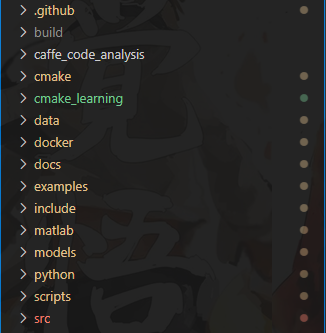 .github
build
caffe_code_analysis
cmake
cmake_learning
data
docker
docs
examples
include
matlab
models
python
scripts
src